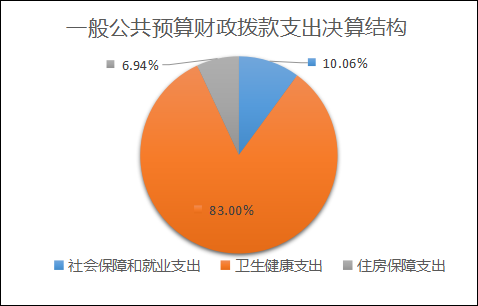 一般公共预算财政拨款支出决算结构
6.94%
10.06%
83.00%
社会保障和就业支出 卫生健康支出 住房保障支出